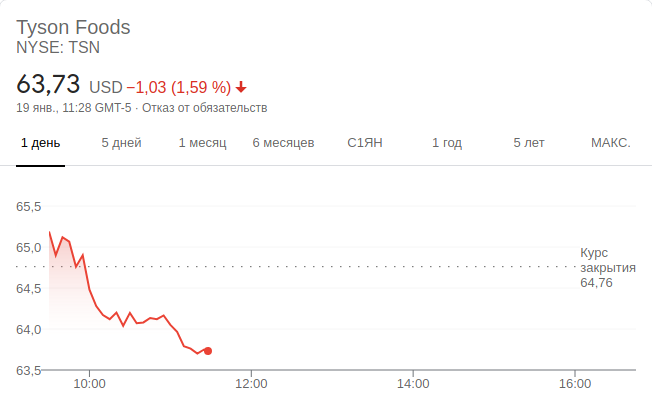 Tyson Foods
NYSE: TSN
63,73 USD −1,03 (1,59 %)
19 янв., 11:28 GMT-5 · Отказ от обязательств
1 день 5 дней 1 месяц 6 месяцев С1ЯН 1 год 5 лет МАКС.
65,5
65,0
Курс
закрытия
64,76
64,5
64,0
63,5
10:00 12:00 14:00 16:00